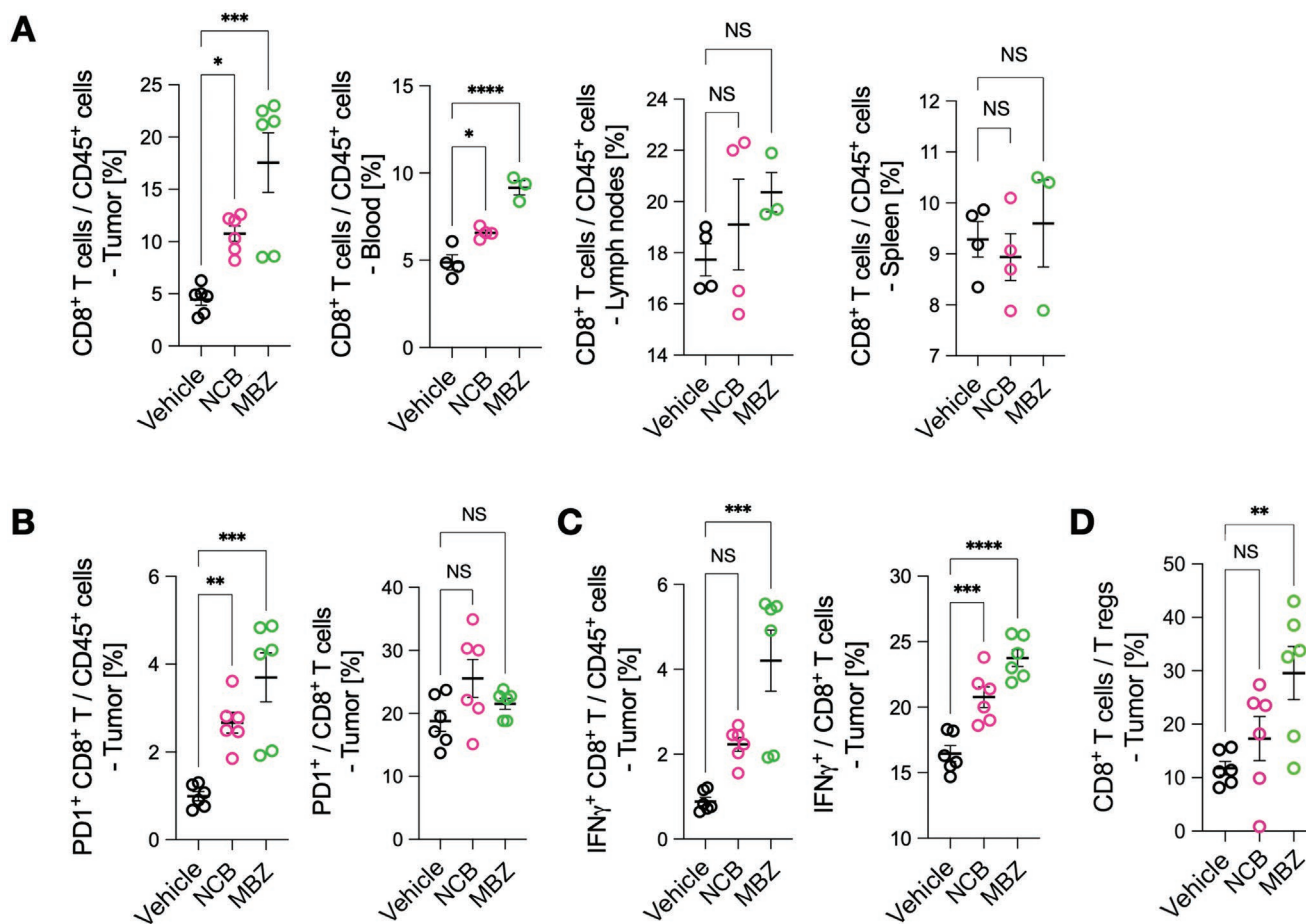 A
CD8⁺ T cells / CD45⁺ cells
- Tumor [%]
25
20
15
10
5
0
***
*
Vehicle
NCB
MBZ
CD8⁺ T cells / CD45⁺ cells
- Blood [%]
15
10
5
0
****
*
Vehicle
NCB
MBZ
CD8⁺ T cells / CD45⁺ cells
- Lymph nodes [%]
24
22
20
18
16
14
NS
NS
Vehicle
NCB
MBZ
CD8⁺ T cells / CD45⁺ cells
- Spleen [%]
12
11
10
9
8
7
NS
NS
Vehicle
NCB
MBZ
B
PD1⁺ CD8⁺ T / CD45⁺ cells
- Tumor [%]
6
4
2
0
***
**
Vehicle
NCB
MBZ
PD1⁺ / CD8⁺ T cells
- Tumor [%]
40
30
20
10
0
NS
NS
Vehicle
NCB
MBZ
C
IFNγ⁺ CD8⁺ T / CD45⁺ cells
- Tumor [%]
6
4
2
0
***
NS
Vehicle
NCB
MBZ
IFNγ⁺ / CD8⁺ T cells
- Tumor [%]
30
25
20
15
10
****
***
Vehicle
NCB
MBZ
D
CD8⁺ T cells / T regs
- Tumor [%]
50
40
30
20
10
0
**
NS
Vehicle
NCB
MBZ